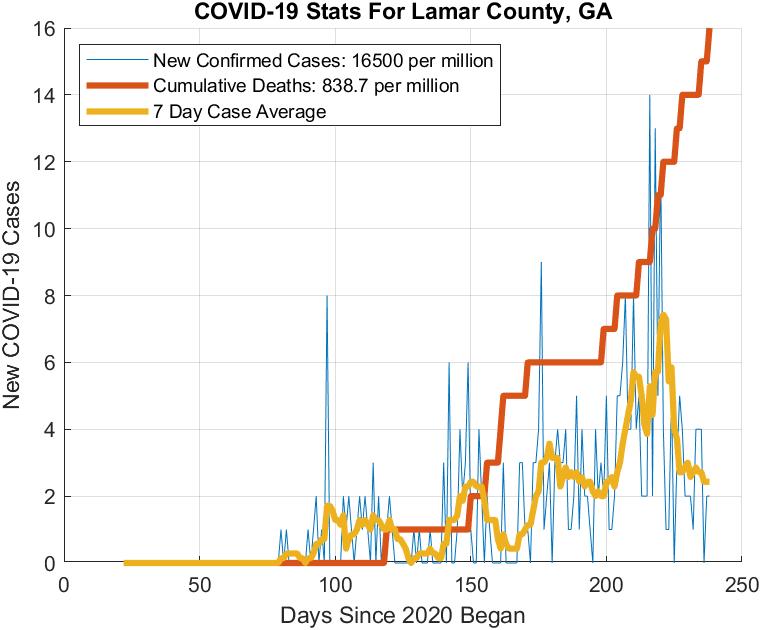 COVID-19 Stats For Lamar County, GA
New Confirmed Cases: 16500 per million
Cumulative Deaths: 838.7 per million
7 Day Case Average
New COVID-19 Cases
16
14
12
10
8
6
4
2
0
0 50 100 150 200 250
Days Since 2020 Began